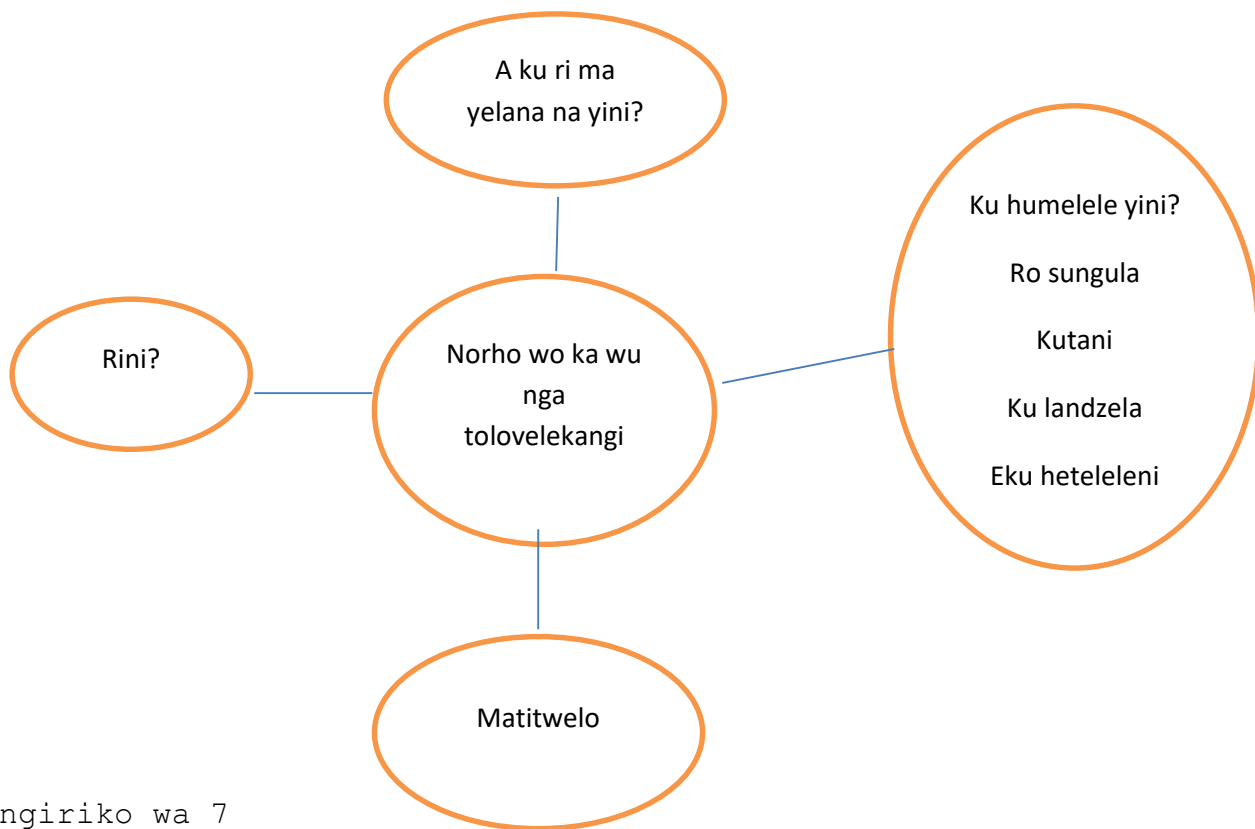 A ku ri ma
yelana na yini?
Ku humelele yini?
Ro sungula
Kutani
Ku landzela
Eku heteleleni
Rini?
Norho wo ka wu
nga
tolovelekangi
Matitwelo
ngiriko wa 7